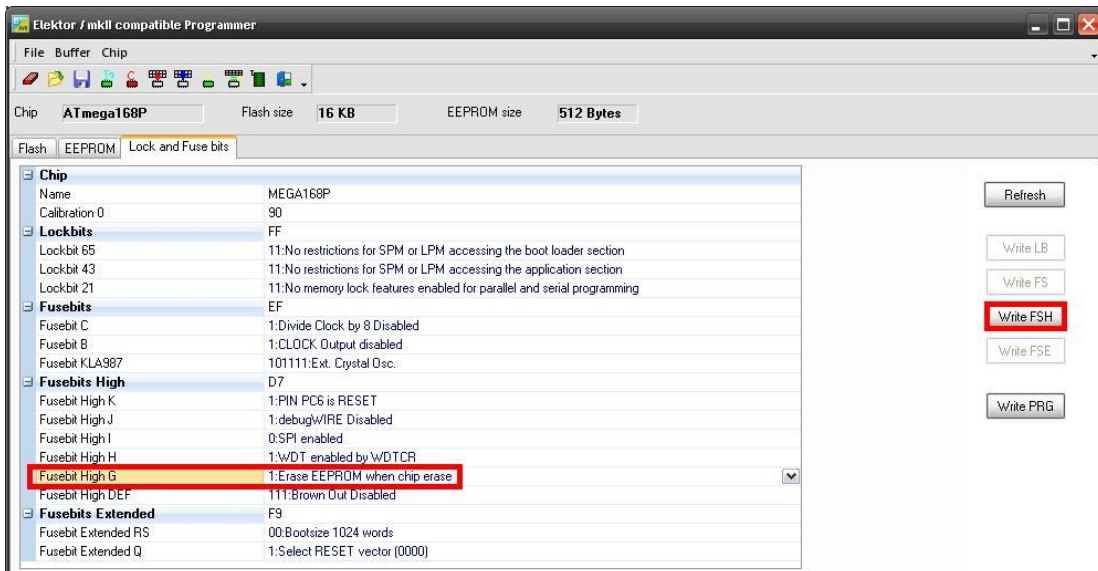 Elektor / mkII compatible Programmer
File Buffer Chip
Chip ATmega168P Flash size 16 KB EEPROM size 512 Bytes
Flash EEPROM Lock and Fuse bits
Chip
Name MEGA168P
Calibration 0 90
Lockbits FF
Lockbit 65 11:No restrictions for SPM or LPM accessing the boot loader section
Lockbit 43 11:No restrictions for SPM or LPM accessing the application section
Lockbit 21 11:No memory lock features enabled for parallel and serial programming
Fusebits EF
Fusebit C 1:Divide Clock by 8 Disabled
Fusebit B 1:CLOCK Output disabled
Fusebit KLA987 101111:Ext. Crystal Osc.
Fusebits High D7
Fusebit High K 1:PIN PC6 is RESET
Fusebit High J 1:debugWIRE Disabled
Fusebit High I 0:SPI enabled
Fusebit High H 1:WDT enabled by WDTCR
Fusebit High G 1:Erase EEPROM when chip erase
Fusebit High DEF 111:Brown Out Disabled
Fusebits Extended F9
Fusebit Extended RS 00:Bootsize 1024 words
Fusebit Extended Q 1:Select RESET vector (0000)
Refresh
Write LB
Write FS
Write FSH
Write FSE
Write PRG